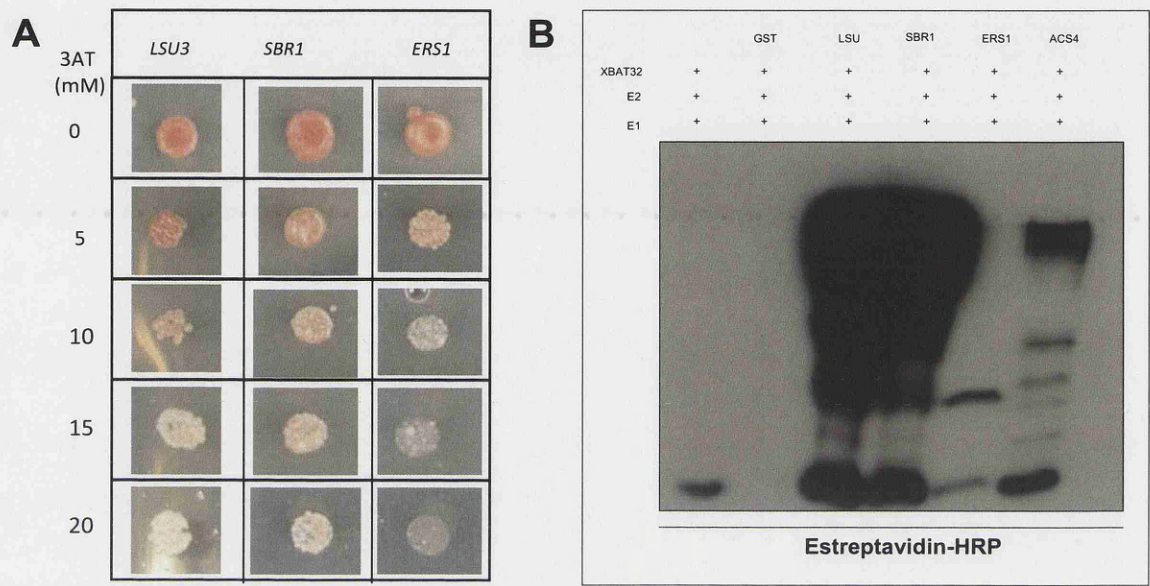 A
3AT
(mM)
LSU3 SBR1 ERS1
0
5
10
15
20
B
GST LSU SBR1 ERS1 ACS4
XBAT32 + + + + + +
E2 + + + + + +
E1 + + + + + +
Estreptavidin-HRP